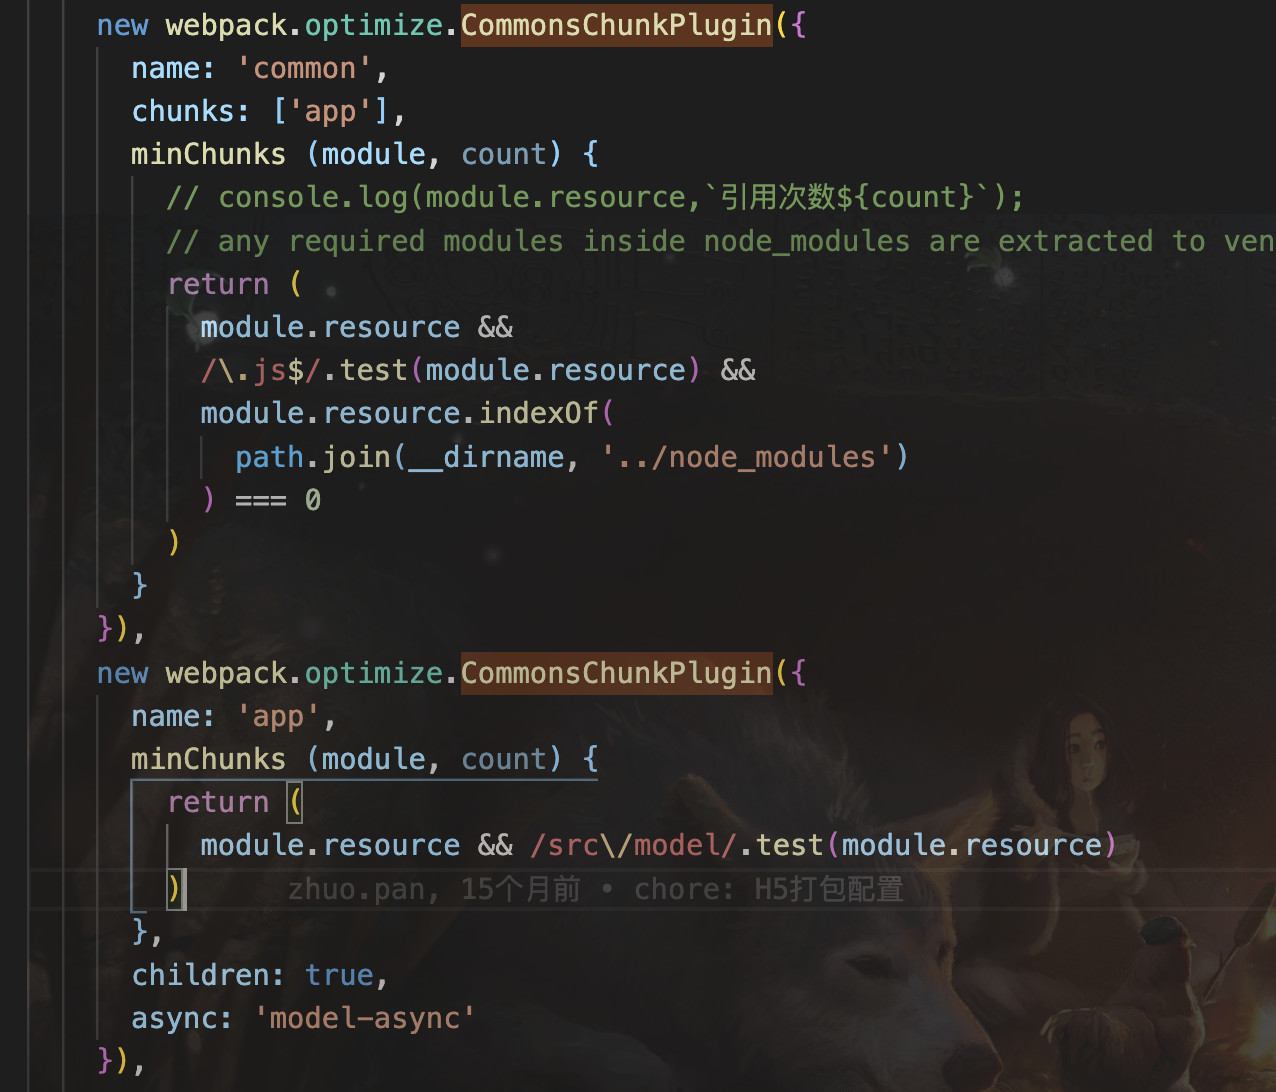 new webpack.optimize.CommonsChunkPlugin({
name: 'common',
chunks: ['app'],
minChunks (module, count) {
// console.log(module.resource,`引用次数${count}`);
// any required modules inside node_modules are extracted to ven
return (
module.resource &&
/\.js$/.test(module.resource) &&
module.resource.indexOf(
path.join(__dirname, '../node_modules')
) === 0
)
}
}),
new webpack.optimize.CommonsChunkPlugin({
name: 'app',
minChunks (module, count) {
return (
module.resource && /src\/model/.test(module.resource)
) zhuo.pan, 15个月前 • chore: H5打包配置
},
children: true,
async: 'model-async'
}),